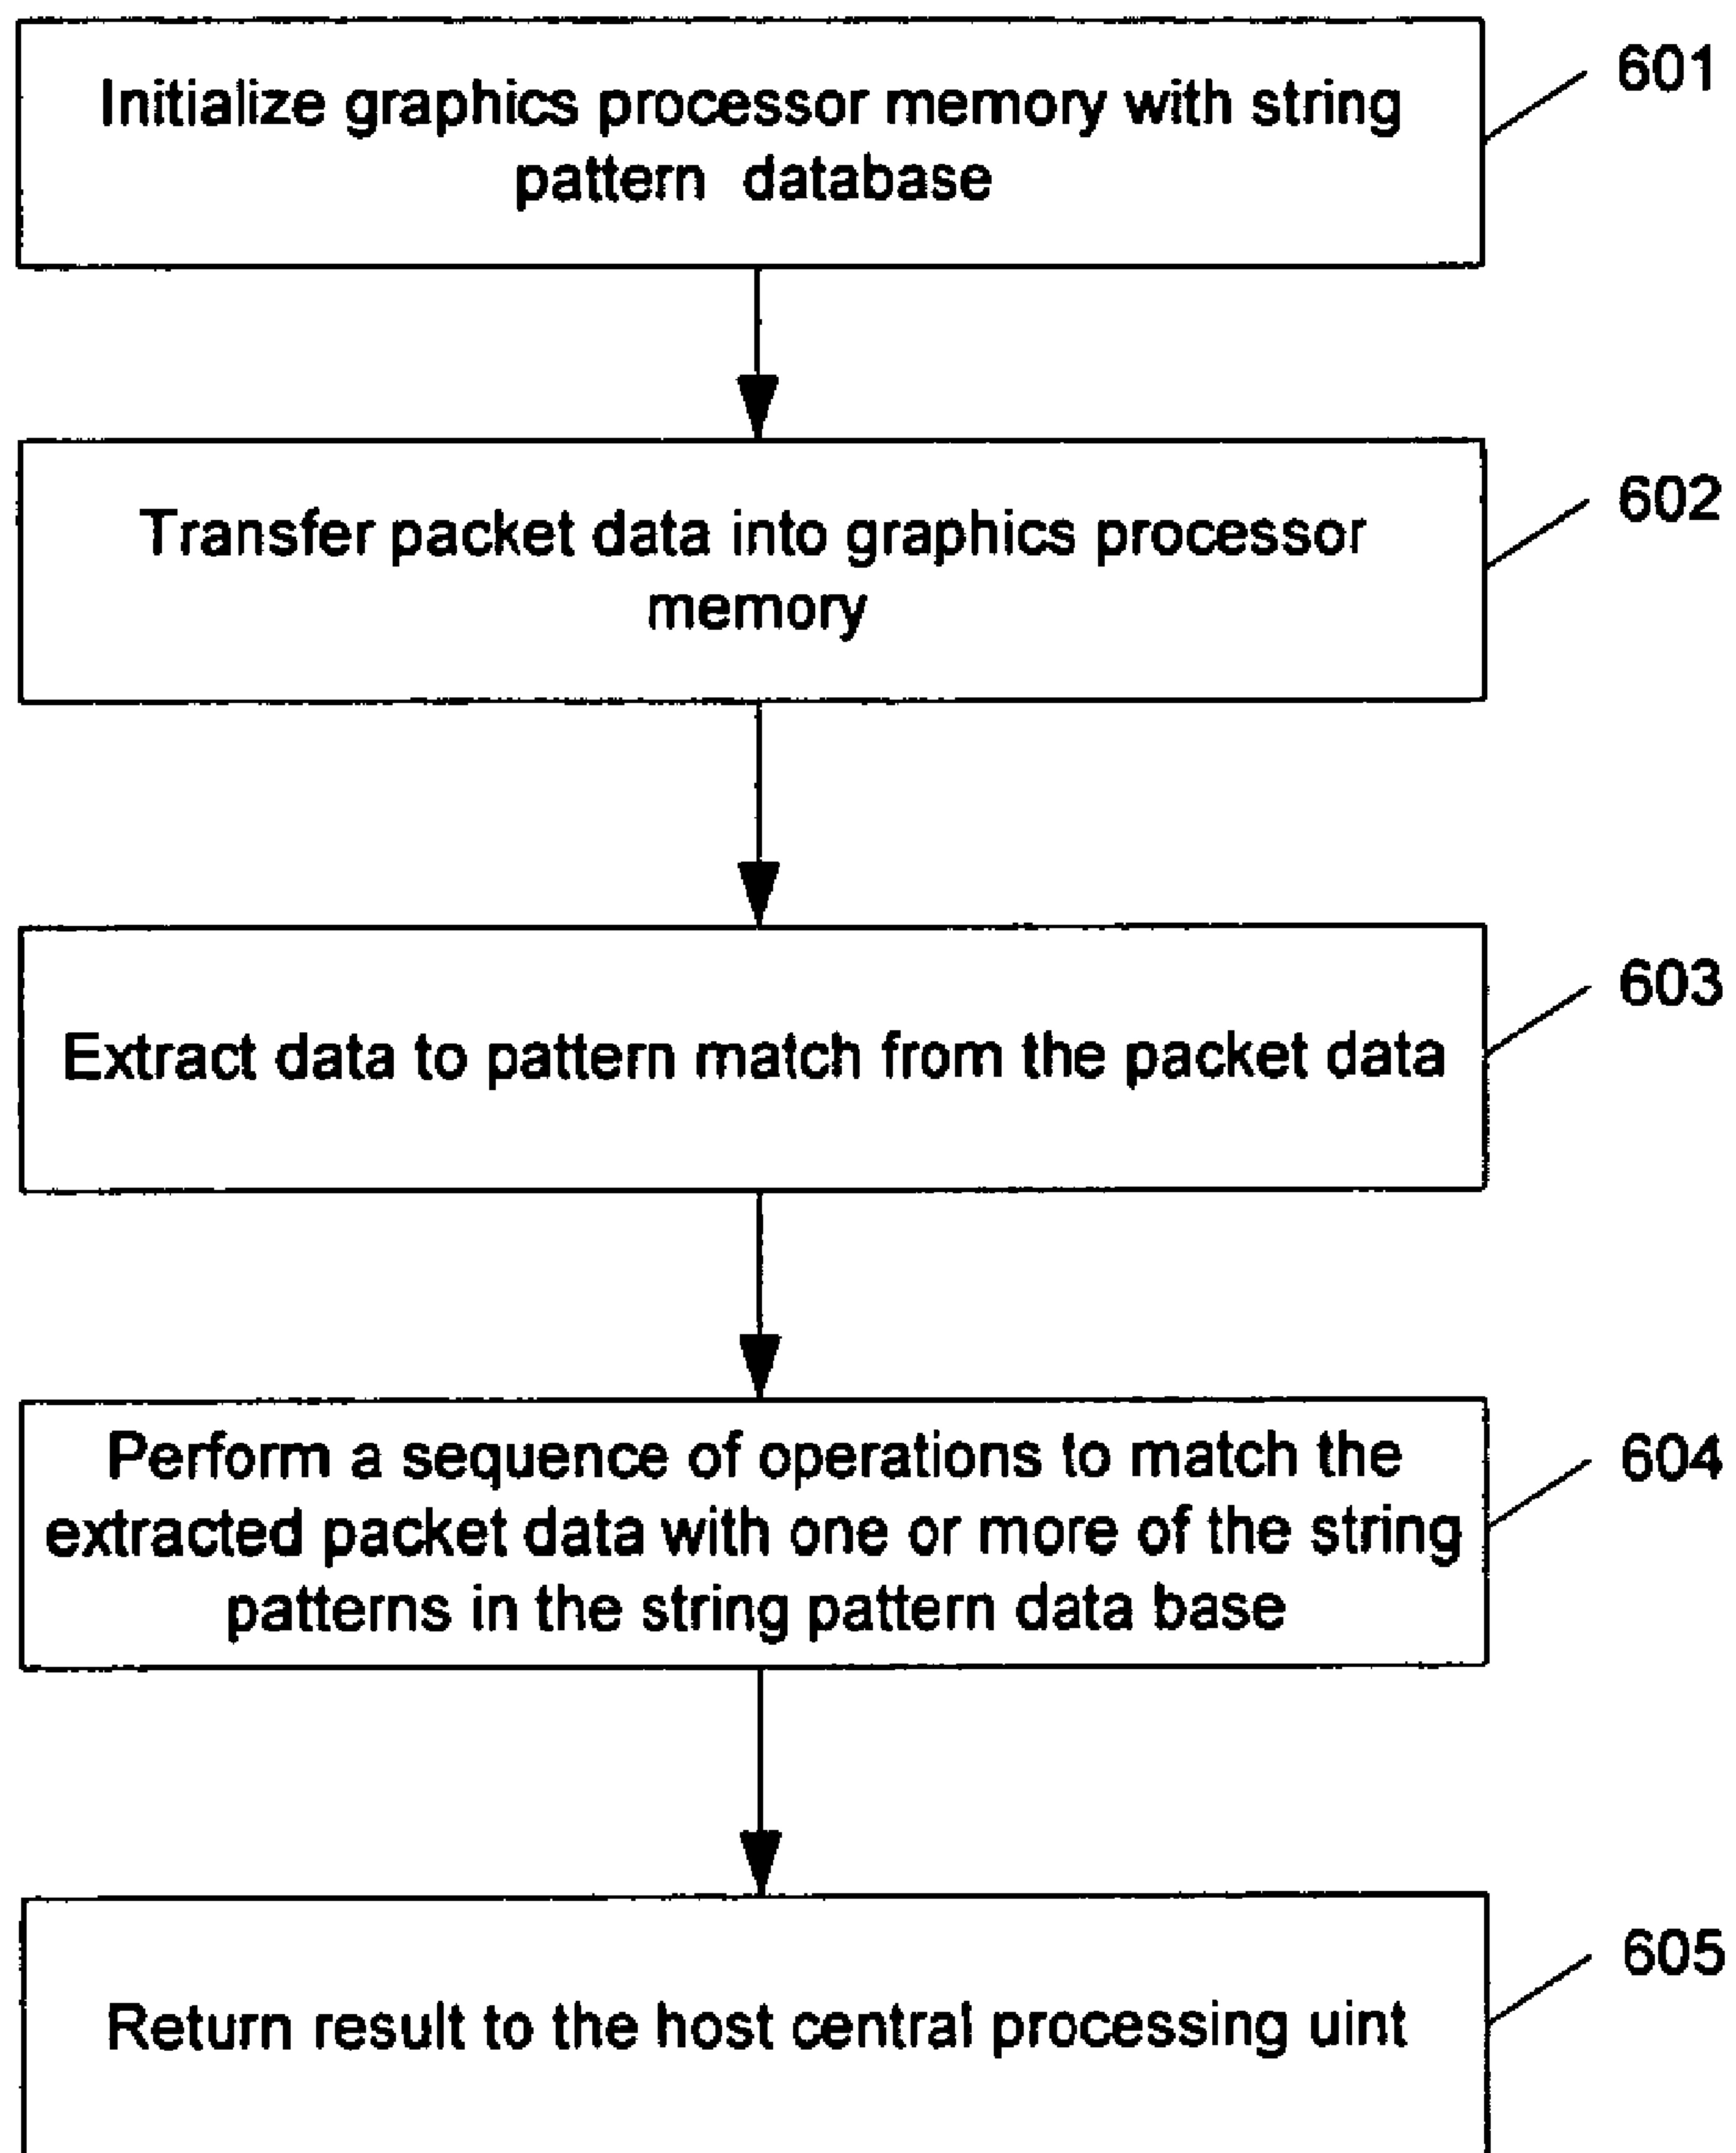 Initialize graphics processor memory with string
pattern database
601
Transfer packet data into graphics processor
memory
602
Extract data to pattern match from the packet data
603
Perform a sequence of operations to match the
extracted packet data with one or more of the string
patterns in the string pattern data base
604
Return result to the host central processing uint
605